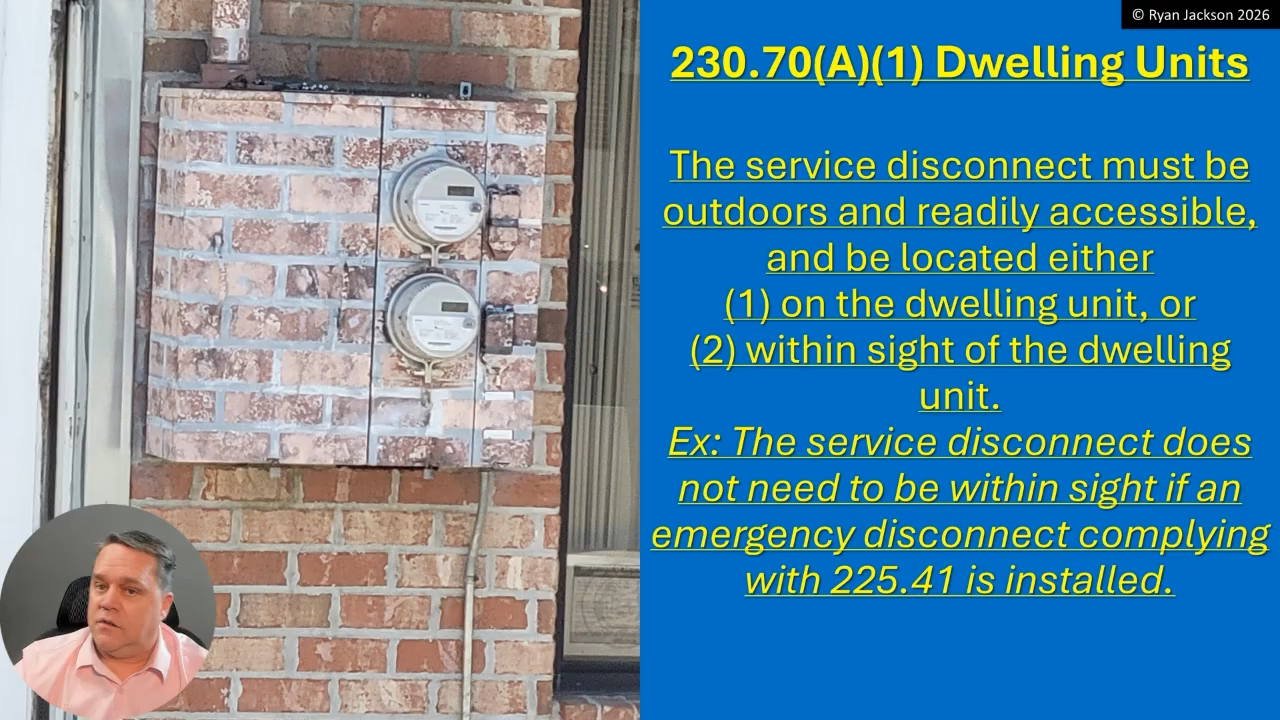 © Ryan Jackson 2026
230.70(A)(1) Dwelling Units
The service disconnect must be
outdoors and readily accessible,
and be located either
(1) on the dwelling unit, or
(2) within sight of the dwelling
unit.
Ex: The service disconnect does
not need to be within sight if an
emergency disconnect complying
with 225.41 is installed.